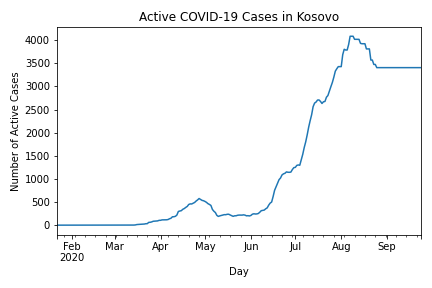 Active COVID-19 Cases in Kosovo
Number of Active Cases
4000
3500
3000
2500
2000
1500
1000
500
0
Feb Mar Apr May Jun Jul Aug Sep
2020
Day